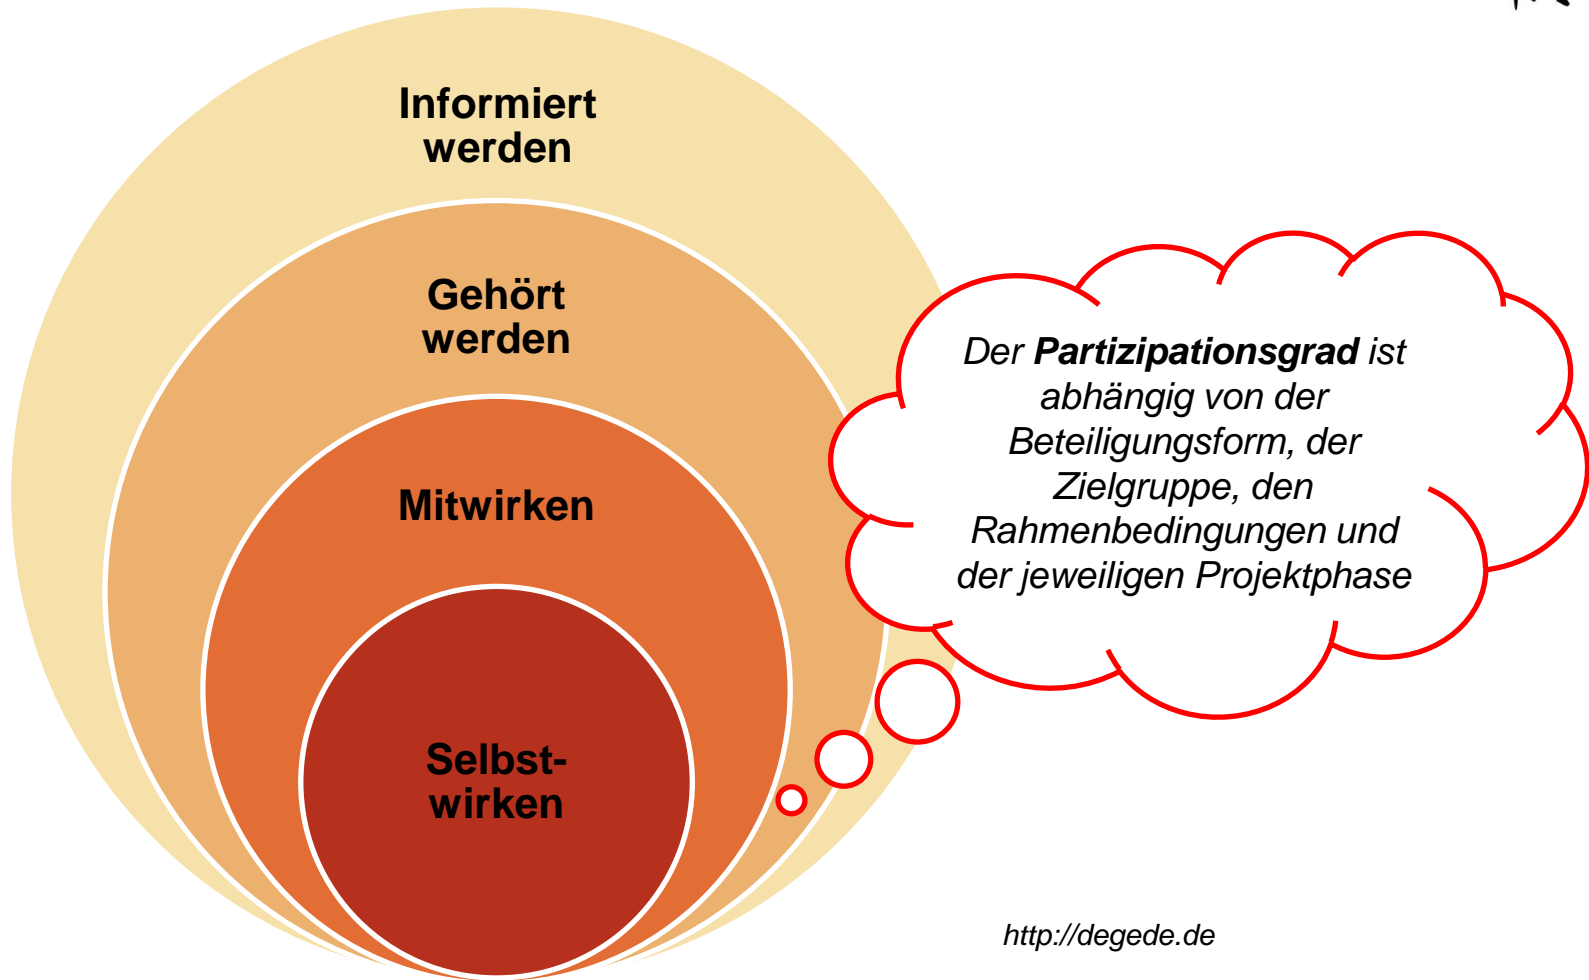 Informiert
werden
Gehört
werden
Mitwirken
Selbst-
wirken
Der Partizipationsgrad ist
abhängig von der
Beteiligungsform, der
Zielgruppe, den
Rahmenbedingungen und
der jeweiligen Projektphase
http://degede.de